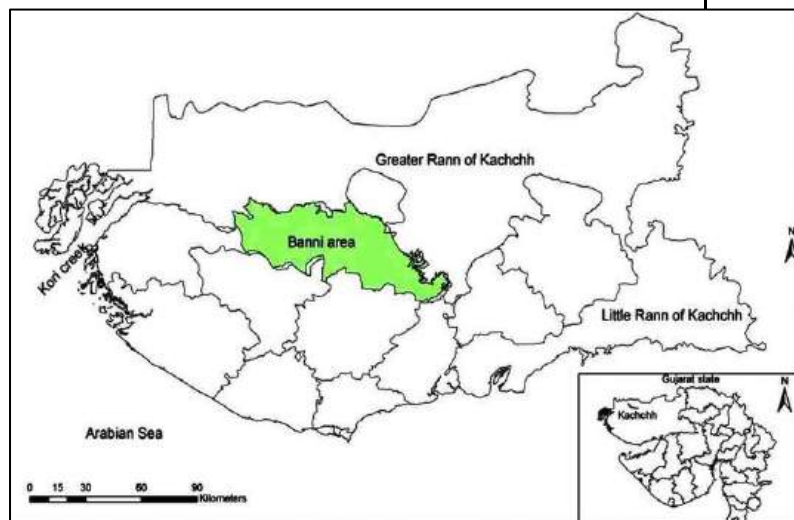 Greater Rann of Kachchh
Banni area
Kori creek
N
Little Rann of Kachchh
Arabian Sea
0 15 30 60 90
Kilometers
Gujarat state
N
Kachchh